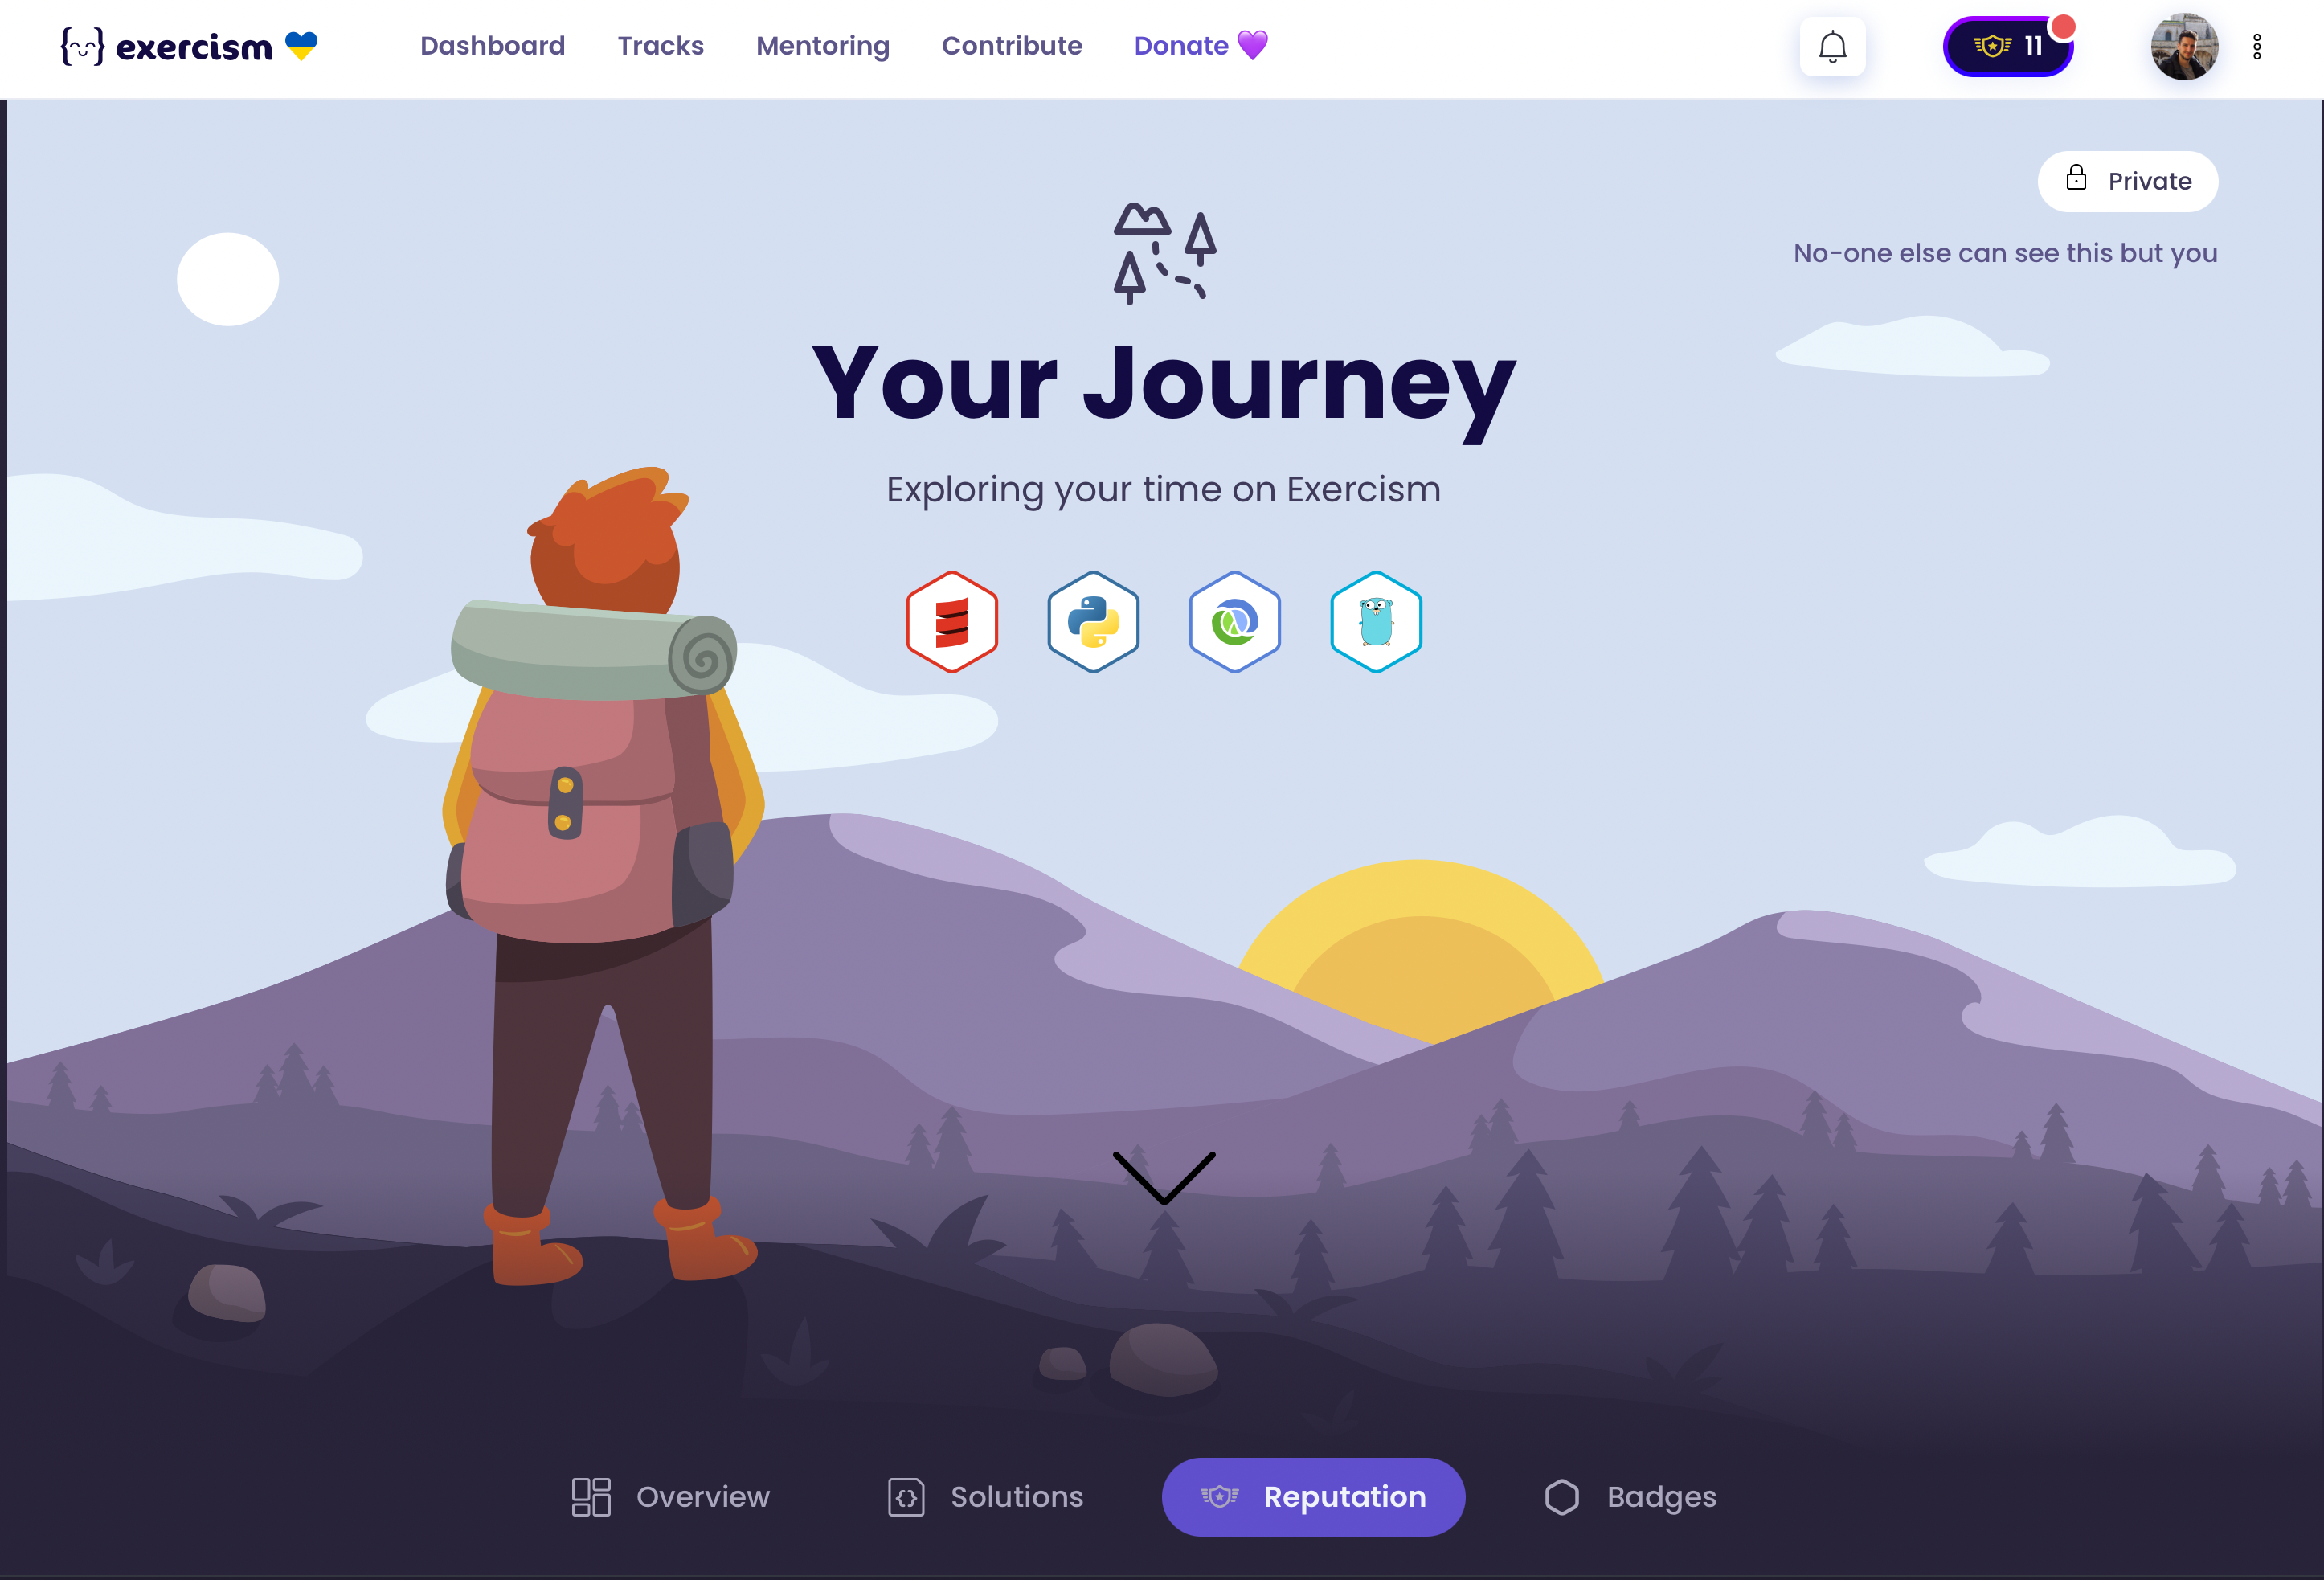 exercism
Dashboard Tracks Mentoring Contribute Donate 💜
11
Private
No-one else can see this but you
Your Journey
Exploring your time on Exercism
Overview Solutions Reputation Badges